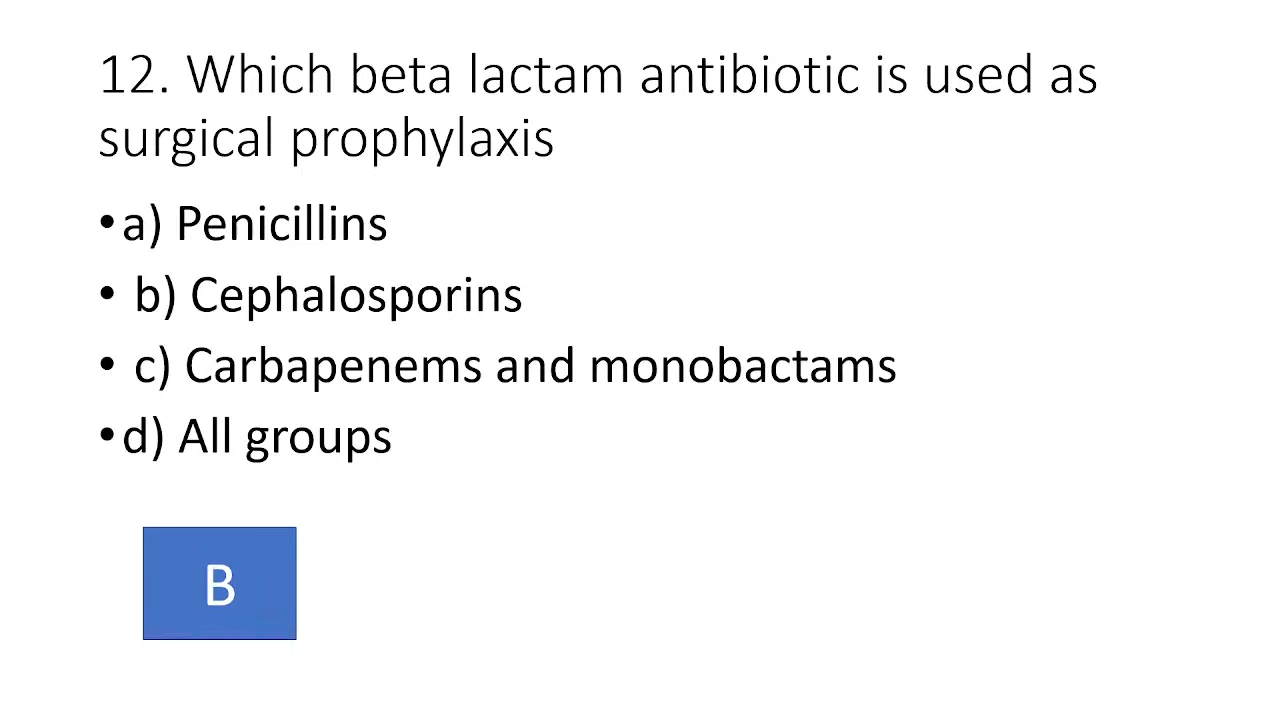 12. Which beta lactam antibiotic is used as
surgical prophylaxis
•a) Penicillins
• b) Cephalosporins
• c) Carbapenems and monobactams
•d) All groups
B